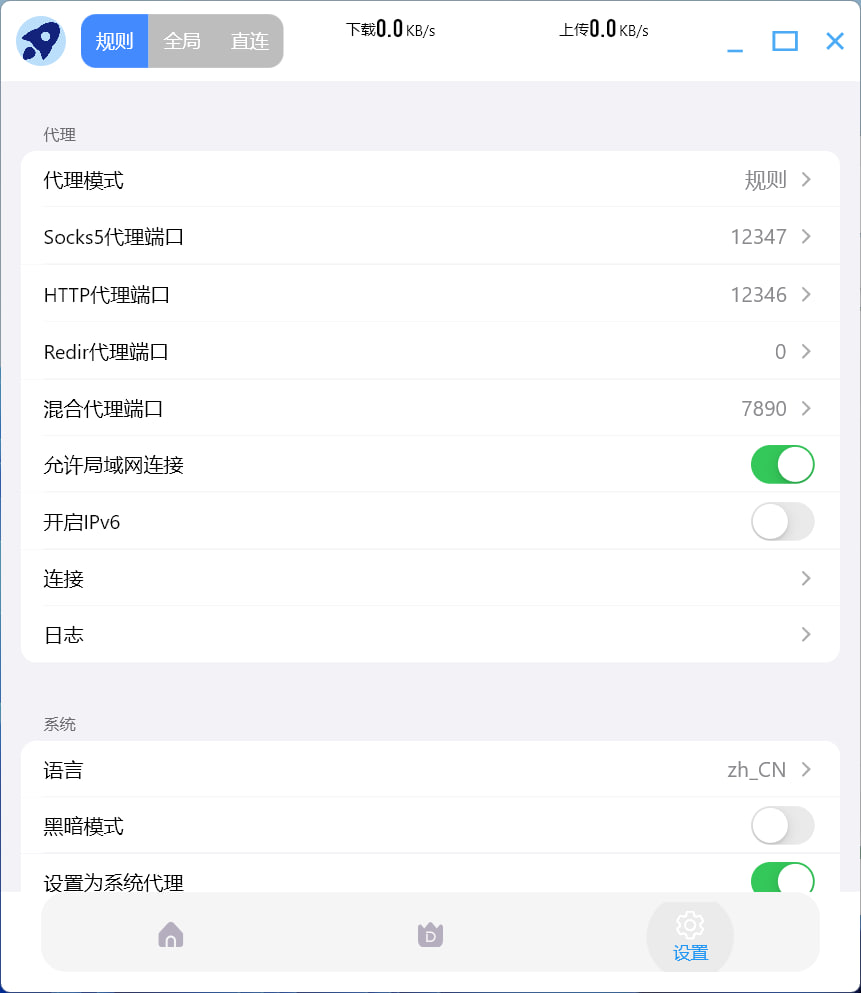 规则 全局 直连 下载0.0 KB/s 上传0.0 KB/s
代理
代理模式 规则
Socks5代理端口 12347
HTTP代理端口 12346
Redir代理端口 0
混合代理端口 7890
允许局域网连接
开启IPv6
连接
日志
系统
语言 zh_CN
黑暗模式
设置为系统代理
D
设置